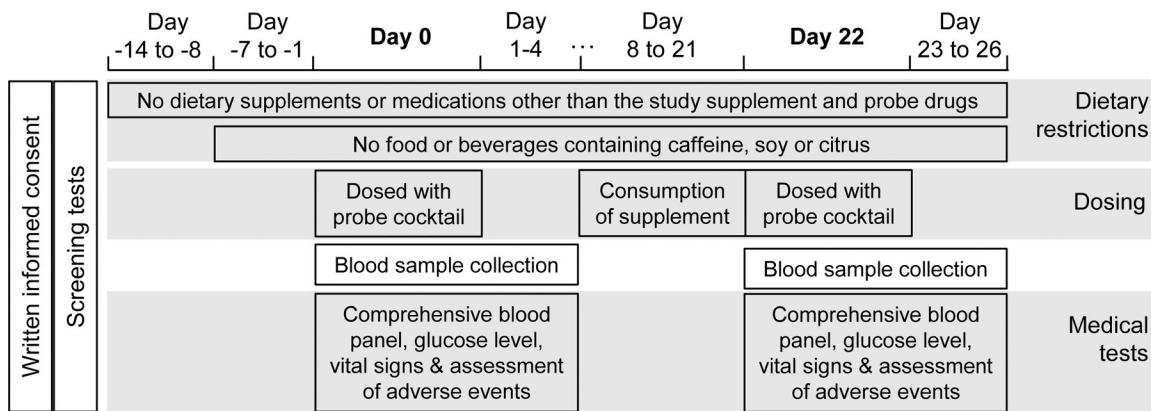 Day
-14 to -8
Day
-7 to -1
Day 0
Day
1-4
...
Day
8 to 21
Day 22
Day
23 to 26
Written informed consent
Screening tests
No dietary supplements or medications other than the study supplement and probe drugs
No food or beverages containing caffeine, soy or citrus
Dietary
restrictions
Dosed with
probe cocktail
Consumption
of supplement
Dosed with
probe cocktail
Dosing
Blood sample collection
Blood sample collection
Comprehensive blood
panel, glucose level,
vital signs & assessment
of adverse events
Comprehensive blood
panel, glucose level,
vital signs & assessment
of adverse events
Medical
tests